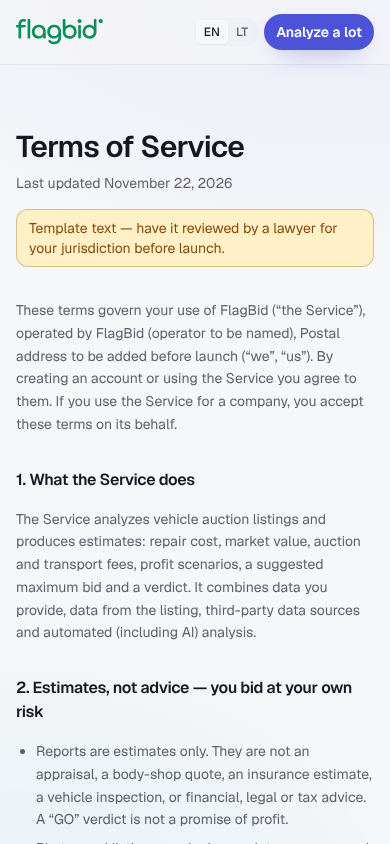 flagbid
EN
LT
Analyze a lot
Terms of Service
Last updated November 22, 2026
Template text — have it reviewed by a lawyer for
your jurisdiction before launch.
These terms govern your use of FlagBid (“the Service”),
operated by FlagBid (operator to be named), Postal
address to be added before launch (“we”, “us”). By
creating an account or using the Service you agree to
them. If you use the Service for a company, you accept
these terms on its behalf.
1. What the Service does
The Service analyzes vehicle auction listings and
produces estimates: repair cost, market value, auction
and transport fees, profit scenarios, a suggested
maximum bid and a verdict. It combines data you
provide, data from the listing, third-party data sources
and automated (including AI) analysis.
2. Estimates, not advice — you bid at your own
risk
• Reports are estimates only. They are not an
appraisal, a body-shop quote, an insurance estimate,
a vehicle inspection, or financial, legal or tax advice.
A “GO” verdict is not a promise of profit.